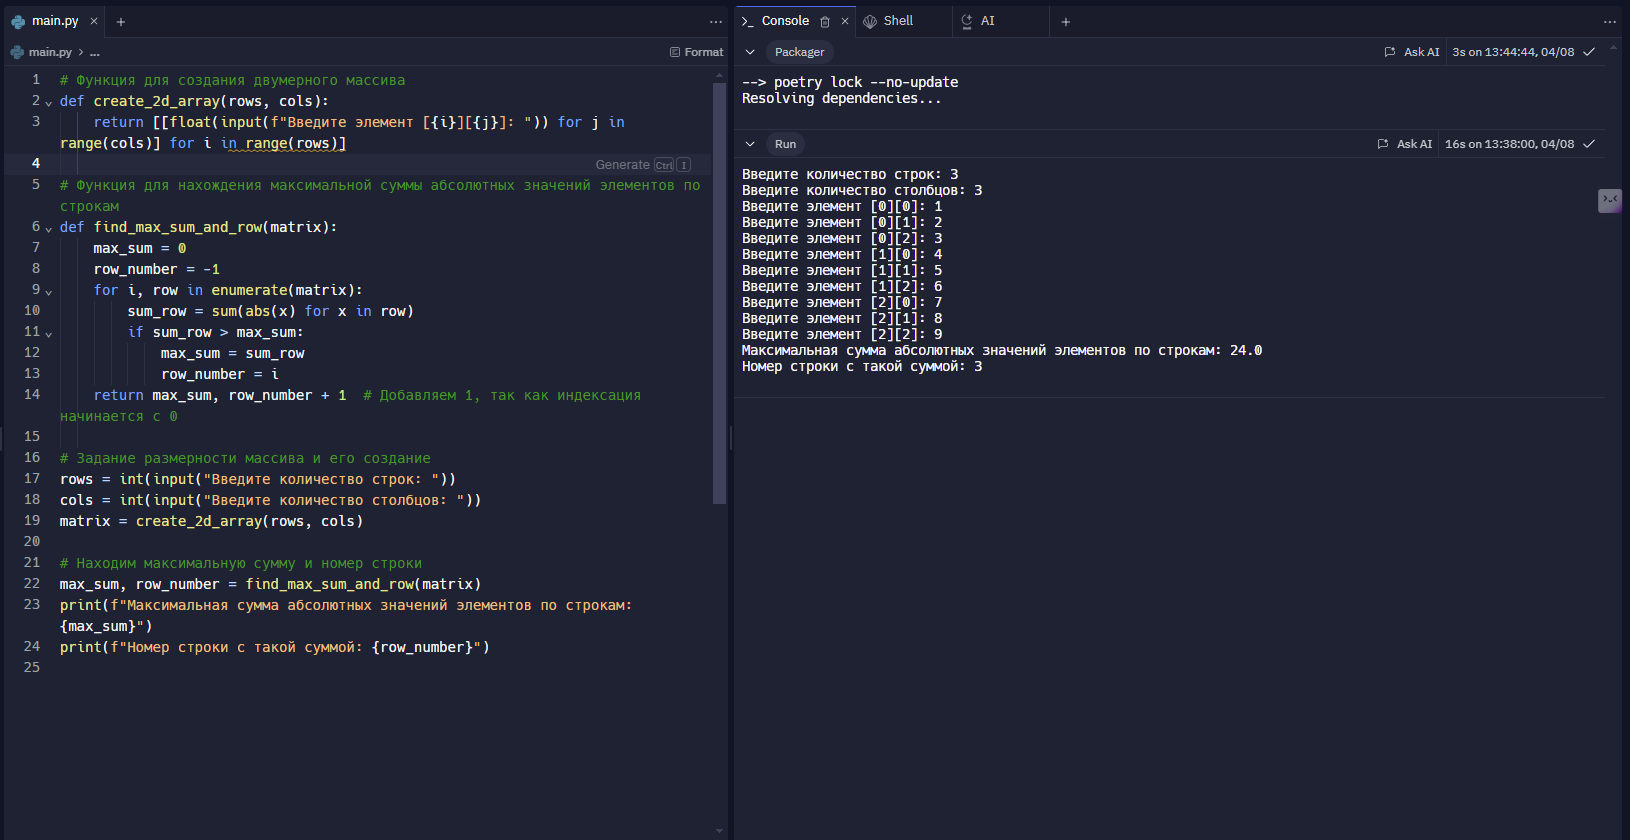 main.py
main.py > ...
Format
1 # Функция для создания двумерного массива
2 def create_2d_array(rows, cols):
3 return [[float(input(f"Введите элемент [{i}][{j}]: ")) for j in
range(cols)] for i in range(rows)]
4 Generate Ctrl I
5 # Функция для нахождения максимальной суммы абсолютных значений элементов по
строкам
6 def find_max_sum_and_row(matrix):
7 max_sum = 0
8 row_number = -1
9 for i, row in enumerate(matrix):
10 sum_row = sum(abs(x) for x in row)
11 if sum_row > max_sum:
12 max_sum = sum_row
13 row_number = i
14 return max_sum, row_number + 1 # Добавляем 1, так как индексация
начинается с 0
15
16 # Задание размерности массива и его создание
17 rows = int(input("Введите количество строк: "))
18 cols = int(input("Введите количество столбцов: "))
19 matrix = create_2d_array(rows, cols)
20
21 # Находим максимальную сумму и номер строки
22 max_sum, row_number = find_max_sum_and_row(matrix)
23 print(f"Максимальная сумма абсолютных значений элементов по строкам:
{max_sum}")
24 print(f"Номер строки с такой суммой: {row_number}")
25
Console Shell AI
Packager Ask AI 3s on 13:44:44, 04/08
--> poetry lock --no-update
Resolving dependencies...
Run Ask AI 16s on 13:38:00, 04/08
Введите количество строк: 3
Введите количество столбцов: 3
Введите элемент [0][0]: 1
Введите элемент [0][1]: 2
Введите элемент [0][2]: 3
Введите элемент [1][0]: 4
Введите элемент [1][1]: 5
Введите элемент [1][2]: 6
Введите элемент [2][0]: 7
Введите элемент [2][1]: 8
Введите элемент [2][2]: 9
Максимальная сумма абсолютных значений элементов по строкам: 24.0
Номер строки с такой суммой: 3